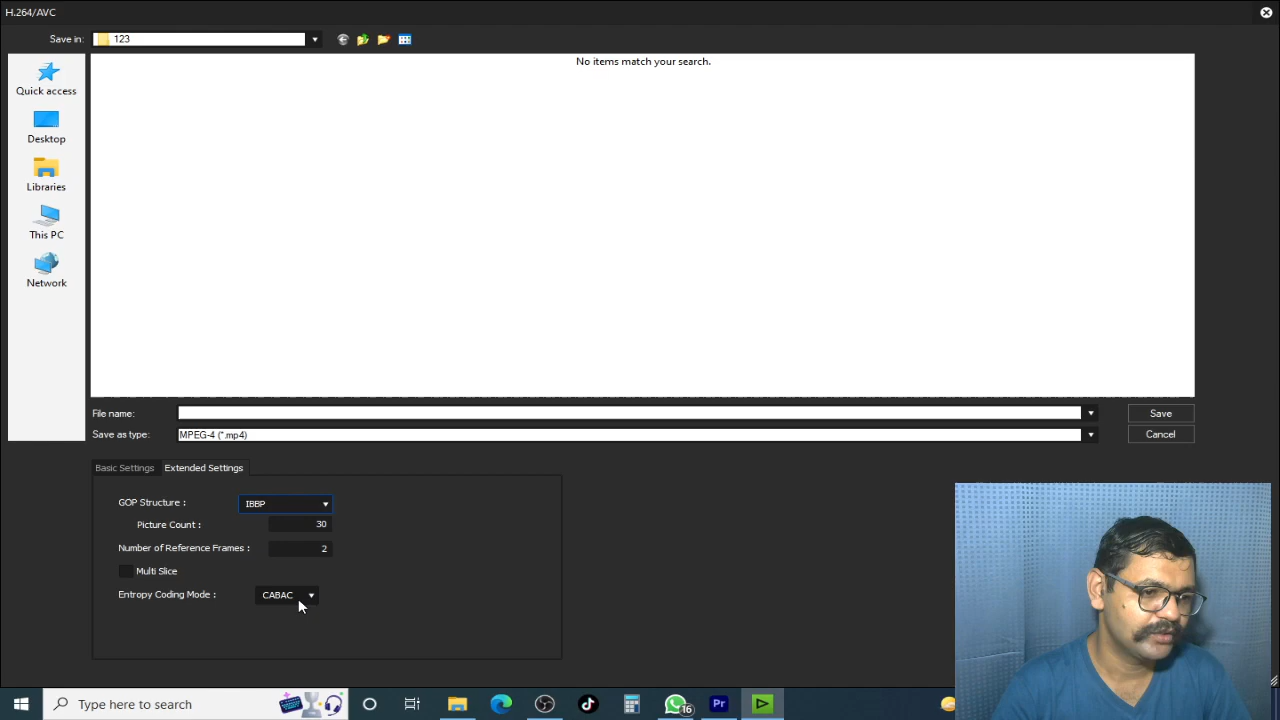 H.264/AVC
Save in:
123
No items match your search.
Quick access
Desktop
Libraries
This PC
Network
File name:
Save
Save as type:
MPEG-4 (*.mp4)
Cancel
Basic Settings
Extended Settings
GOP Structure :
IBBP
Picture Count :
30
Number of Reference Frames :
2
Multi Slice
Entropy Coding Mode :
CABAC
Type here to search
16
Pr